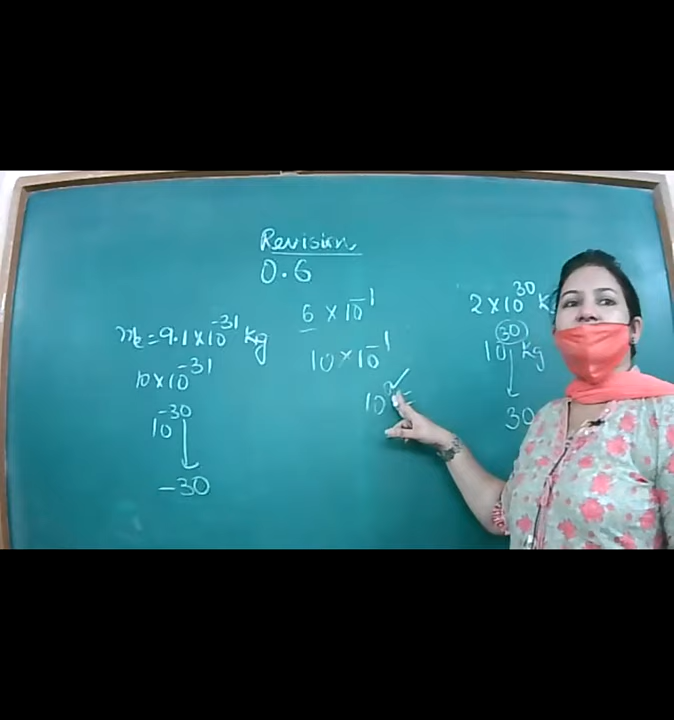 Revision
0.6
mₑ = 9.1 × 10⁻³¹ kg
10 × 10⁻³¹
10⁻³⁰
-30
6 × 10⁻¹
10 × 10⁻¹
10⁰ ✓
2 × 10³⁰ K
10³⁰ kg
30